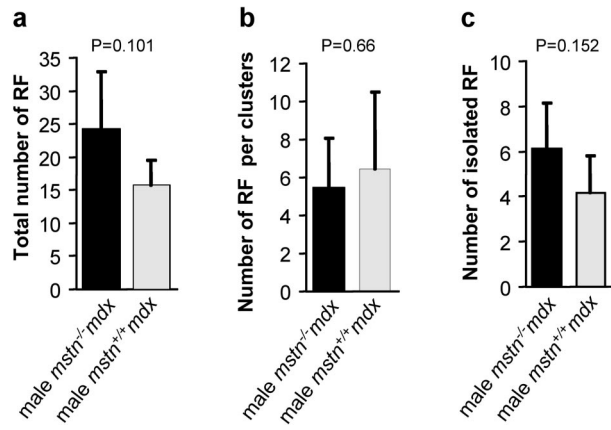 a
P=0.101
Total number of RF
35
30
25
20
15
10
5
0
male mstn-/-mdx
male mstn+/+mdx
b
P=0.66
Number of RF per clusters
12
10
8
6
4
2
0
male mstn-/-mdx
male mstn+/+mdx
c
P=0.152
Number of isolated RF
10
8
6
4
2
0
male mstn-/-mdx
male mstn+/+mdx